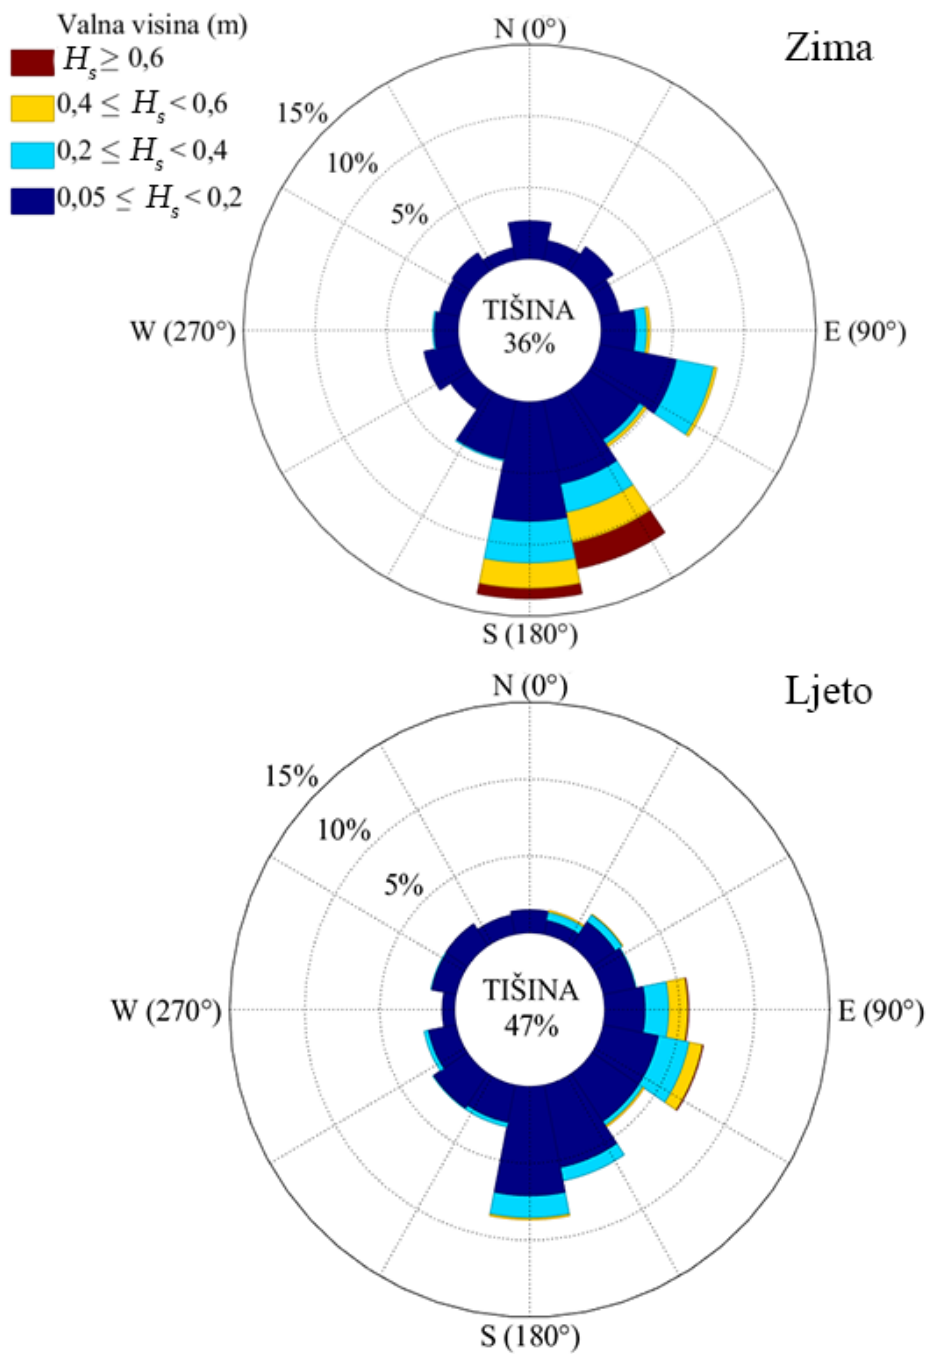 Valna visina (m)
Hs ≥ 0,6
0,4 ≤ Hs < 0,6
0,2 ≤ Hs < 0,4
0,05 ≤ Hs < 0,2
Zima
N (0°)
15%
10%
5%
W (270°)
TIŠINA
36%
E (90°)
S (180°)
Ljeto
N (0°)
15%
10%
5%
W (270°)
TIŠINA
47%
E (90°)
S (180°)